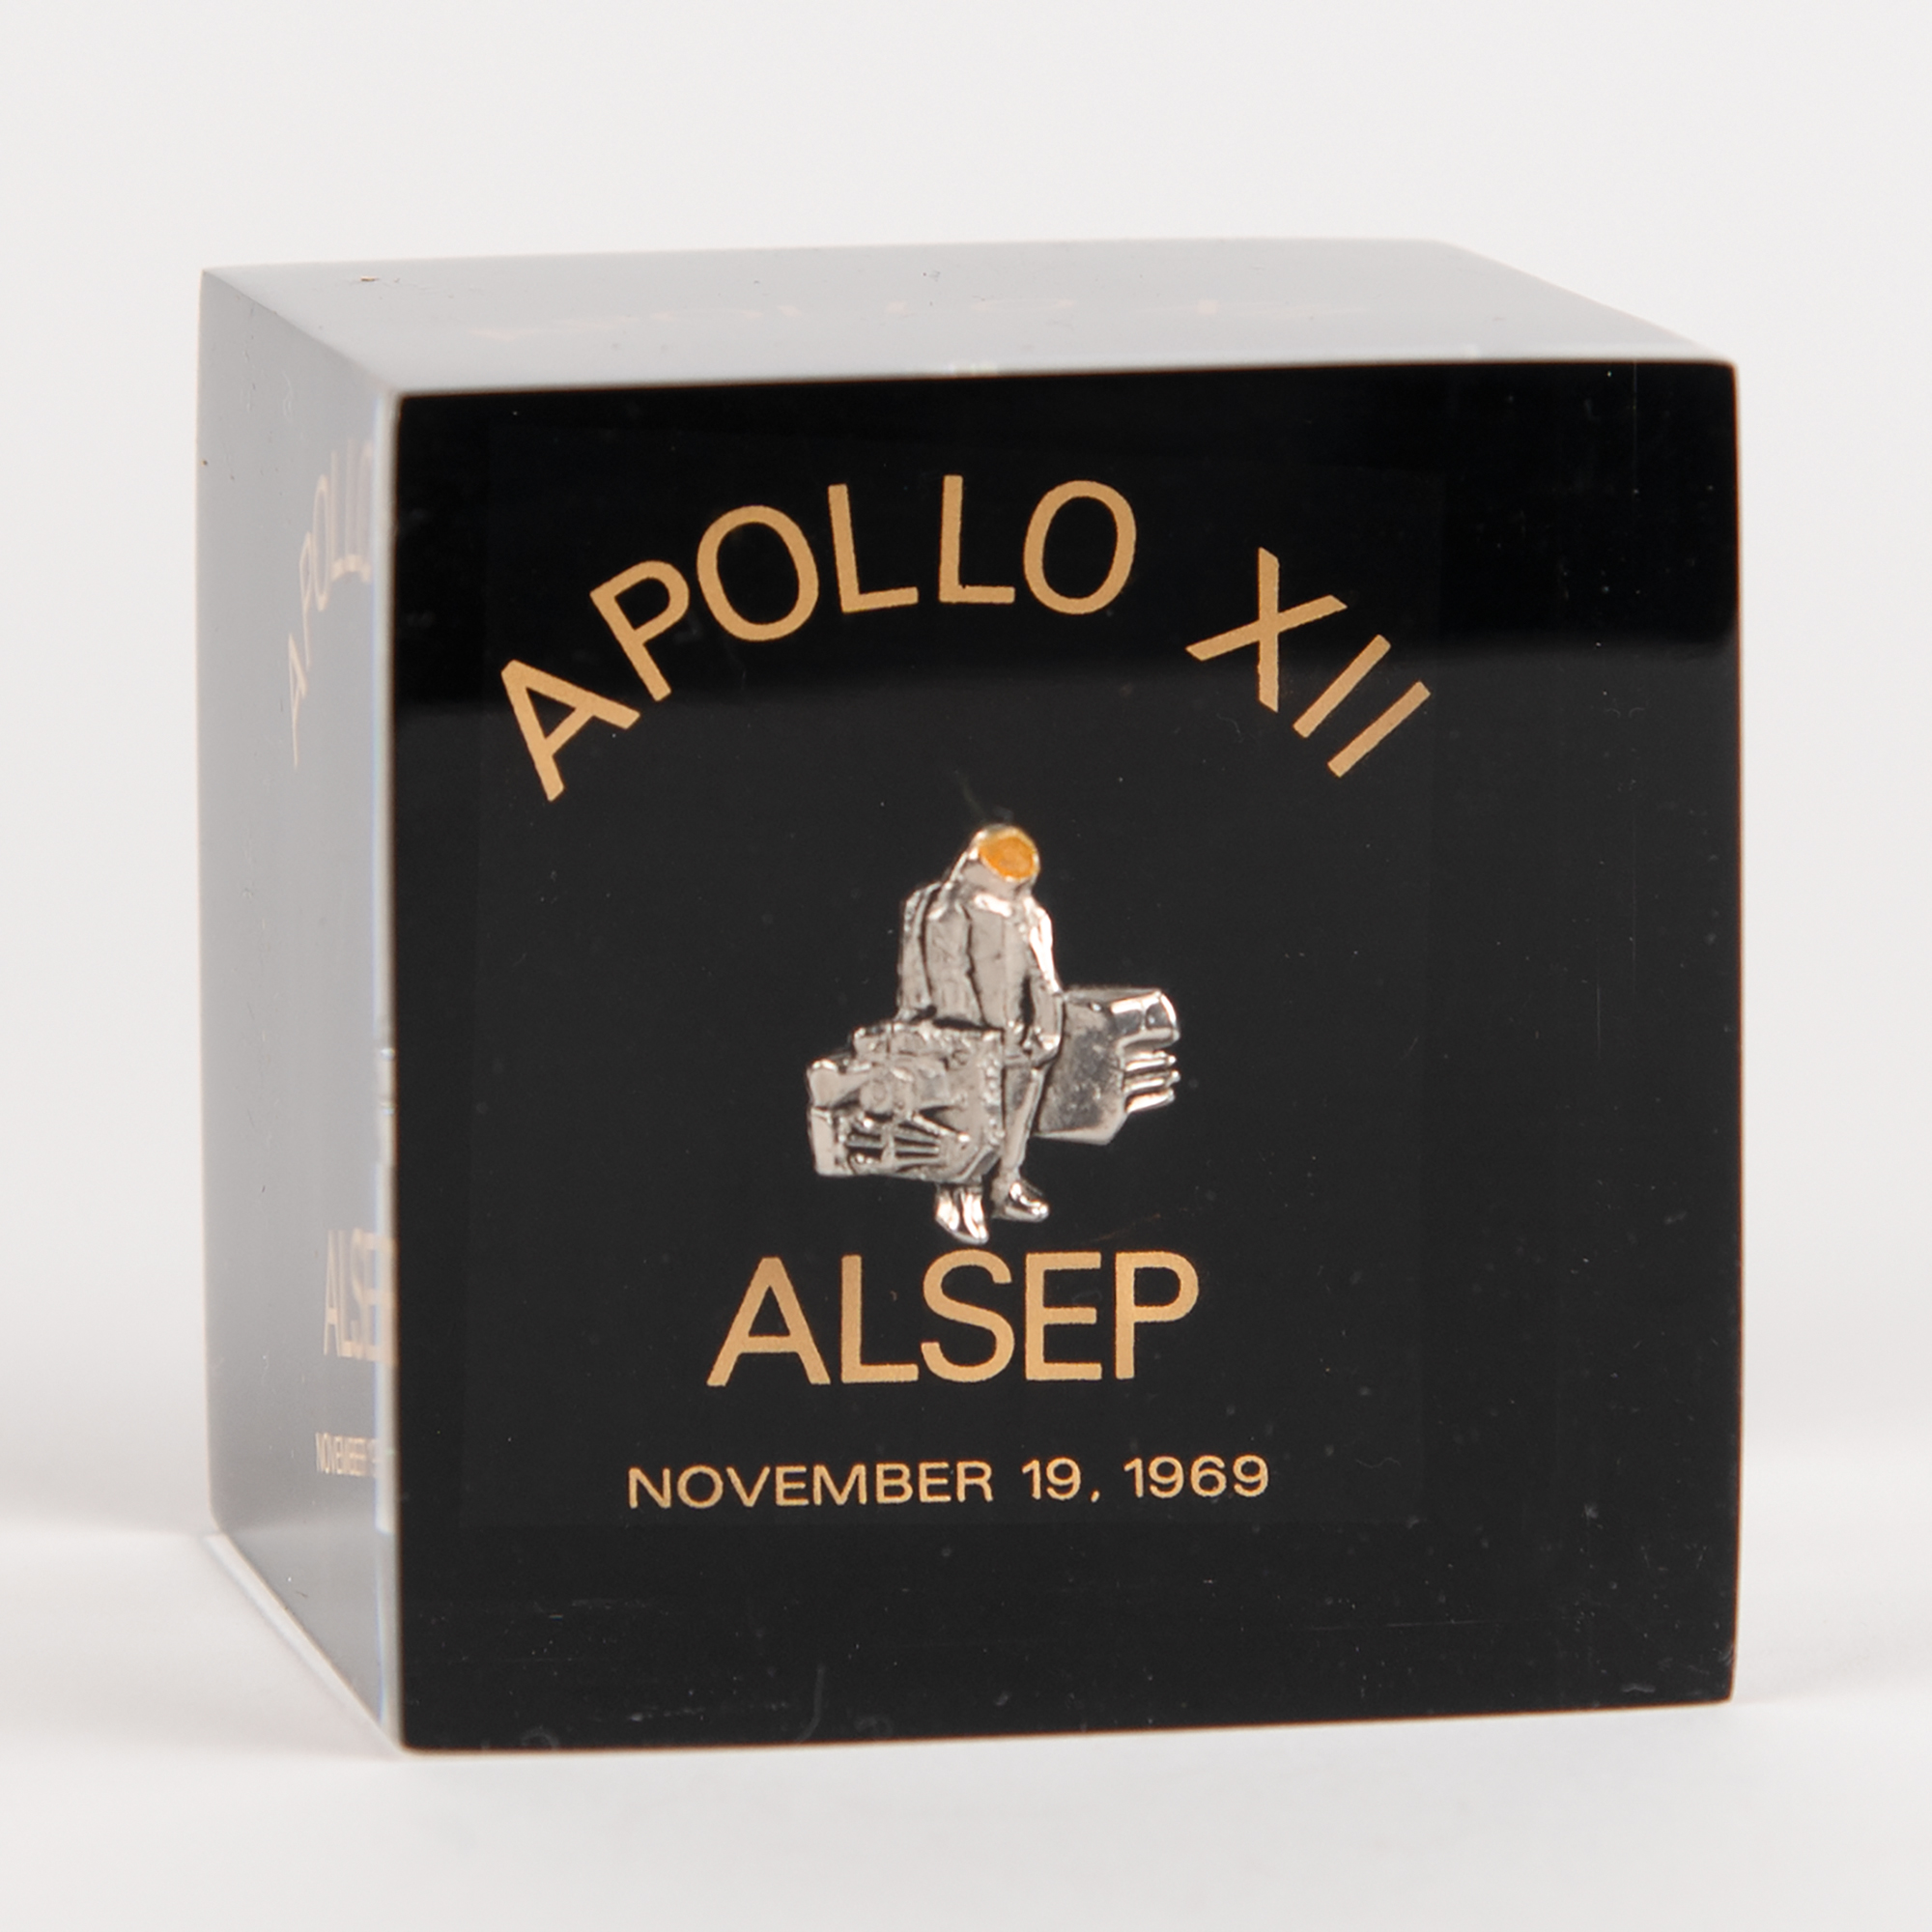 APOLLO XII
ALSEP
NOVEMBER 19, 1969